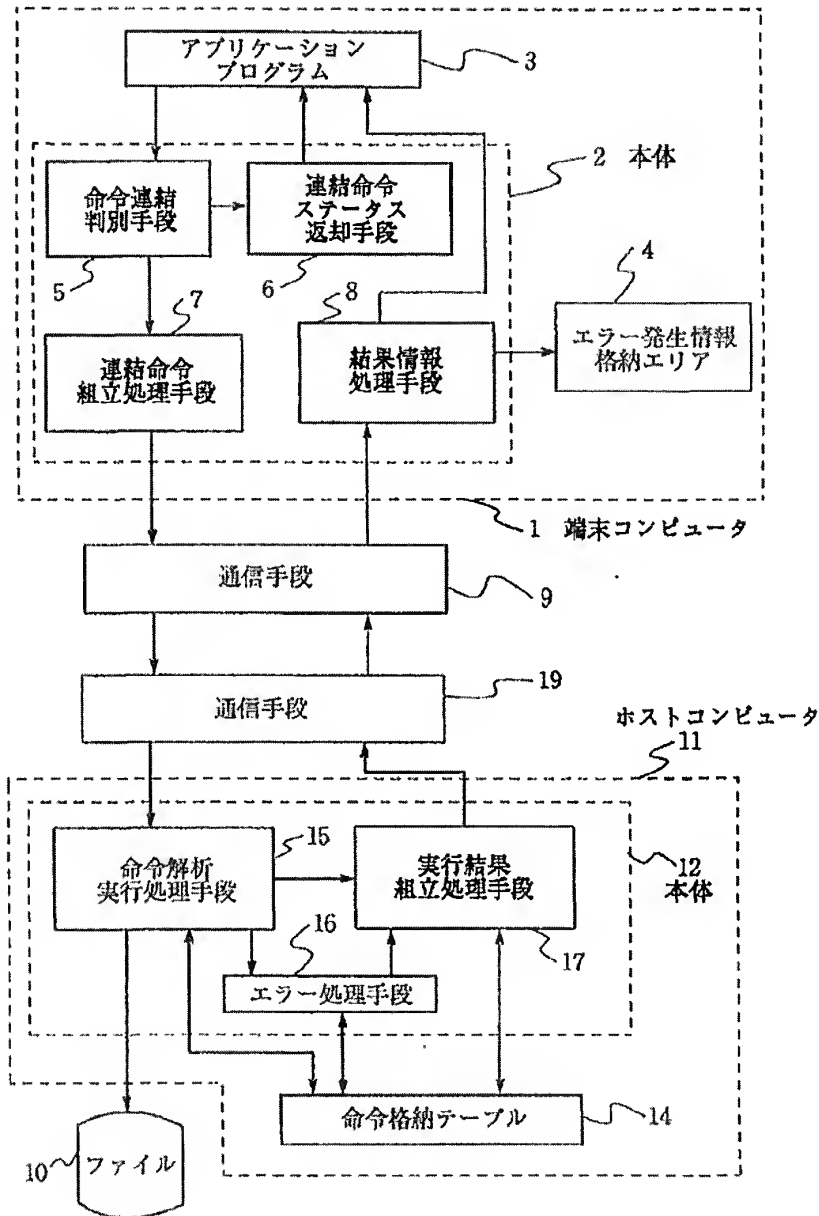 アプリケーション
プログラム
3
2 本体
命令連結
判別手段
連結命令
ステータス
返却手段
5
6
4
7
8
エラー発生情報
格納エリア
連結命令
組立処理手段
結果情報
処理手段
1 端末コンピュータ
通信手段
9
通信手段
19
ホストコンピュータ
11
命令解析
実行処理手段
15
実行結果
組立処理手段
12
本体
16
17
エラー処理手段
命令格納テーブル
14
10
ファイル